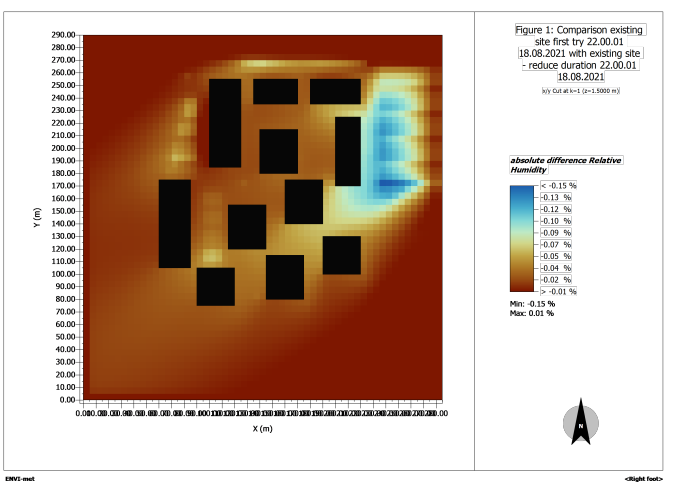 Figure 1: Comparison existing
site first try 22.00.01
18.08.2021 with existing site
- reduce duration 22.00.01
18.08.2021
x/y Cut at k=1 (z=1.5000 m)
absolute difference Relative
Humidity
< -0.15 %
-0.13 %
-0.12 %
-0.10 %
-0.09 %
-0.07 %
-0.05 %
-0.04 %
-0.02 %
> -0.01 %
Min: -0.15 %
Max: 0.01 %
N
290.00
280.00
270.00
260.00
250.00
240.00
230.00
220.00
210.00
200.00
190.00
180.00
170.00
160.00
150.00
140.00
130.00
120.00
110.00
100.00
90.00
80.00
70.00
60.00
50.00
40.00
30.00
20.00
10.00
0.00
Y (m)
X (m)
ENVI-met
<Right foot>